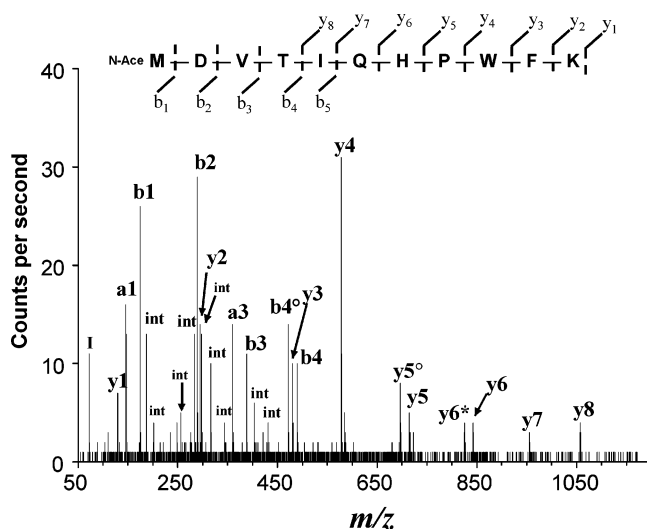 y8 y7 y6 y5 y4 y3 y2 y1
N-Ace M D V T I Q H P W F K
b1 b2 b3 b4 b5
Counts per second
40
30
20
10
0
I
y1
a1
b1
int
int
int
int
b2
y2
int
int
int
a3
b3
int
int
b4°
y3
b4
y4
y5°
y5
y6*
y6
y7
y8
50 250 450 650 850 1050
m/z